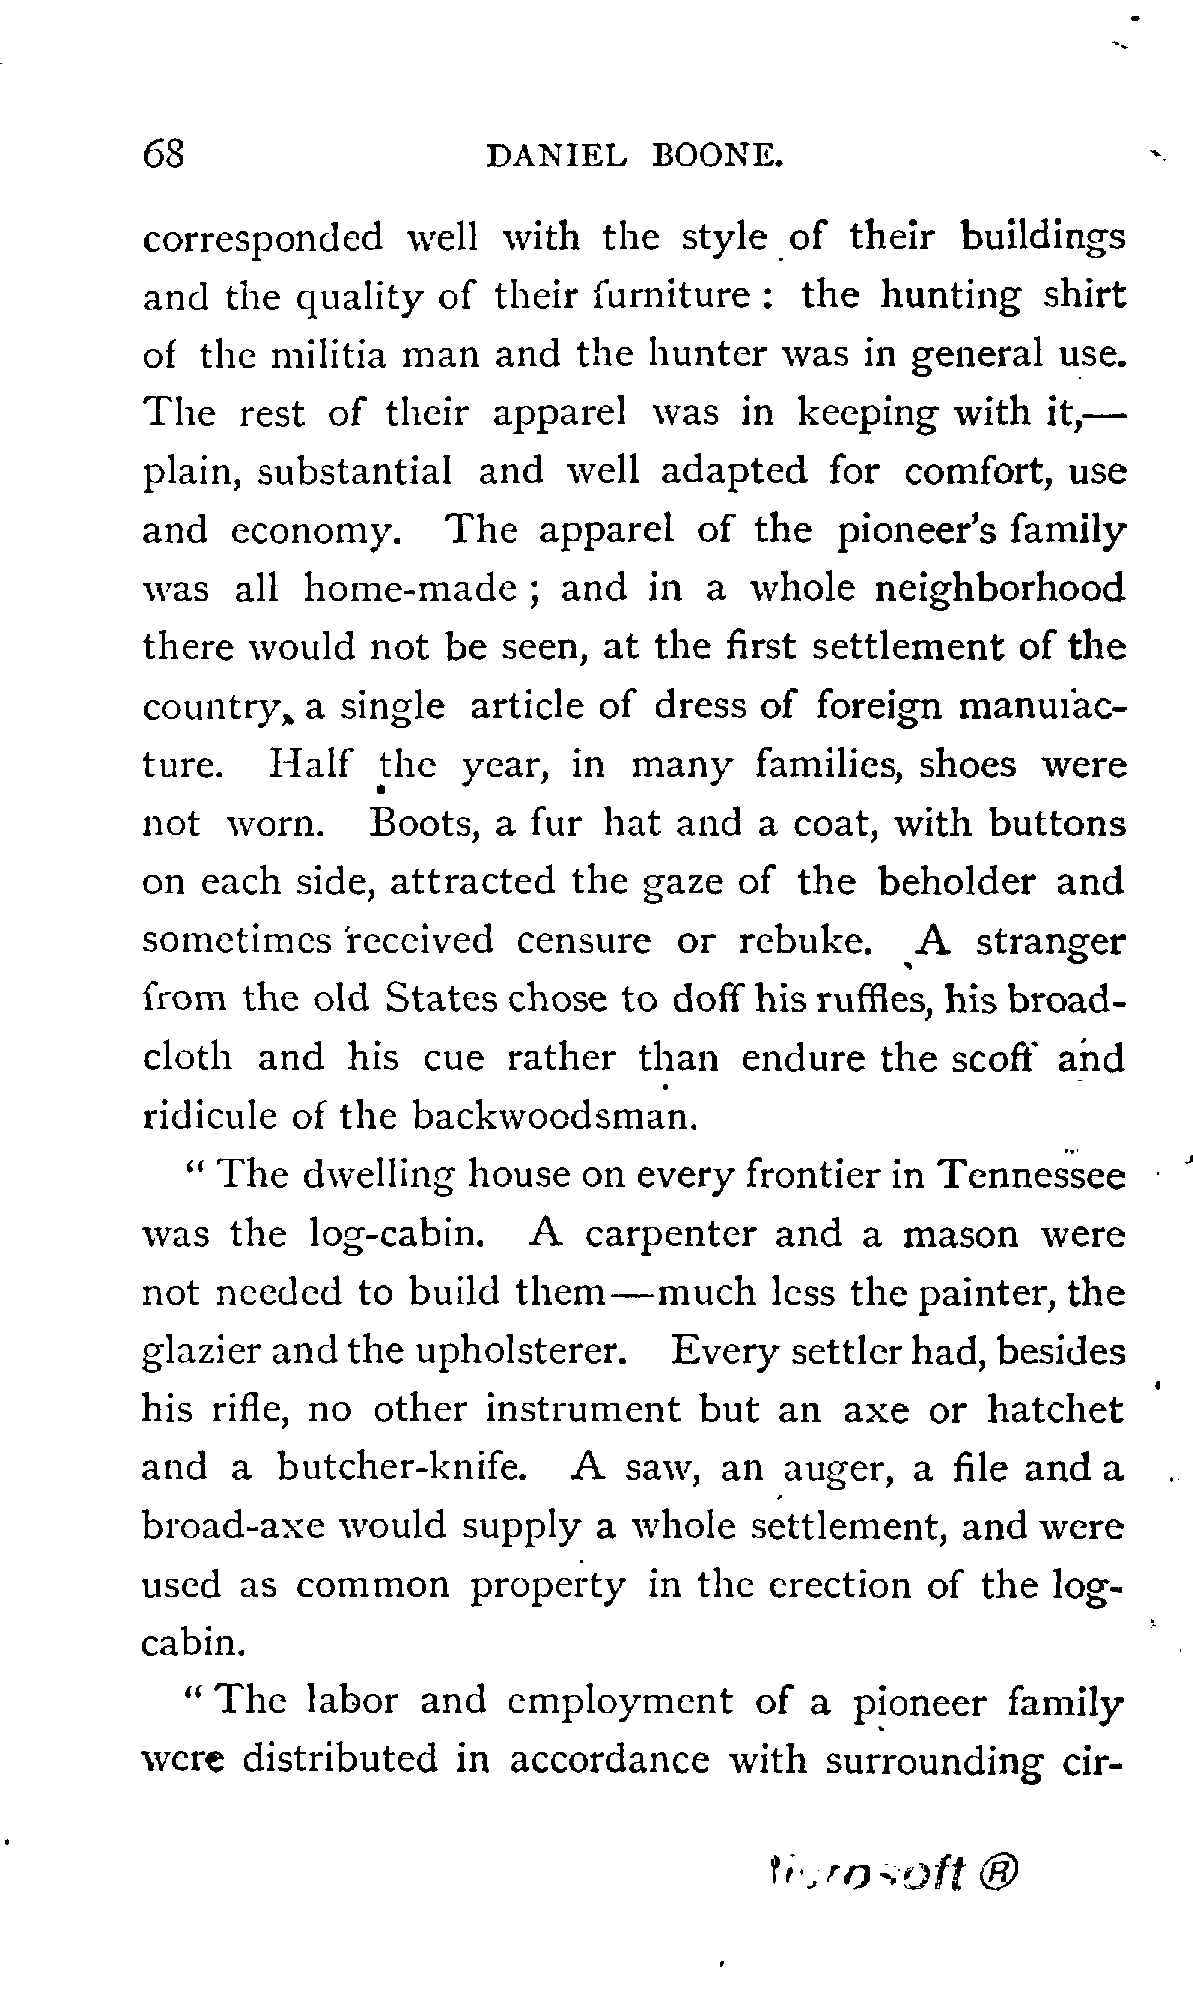 68 DANIEL BOONE.
corresponded well with the style of their buildings
and the quality of their furniture : the hunting shirt
of the militia man and the hunter was in general use.
The rest of their apparel was in keeping with it,—
plain, substantial and well adapted for comfort, use
and economy. The apparel of the pioneer's family
was all home-made ; and in a whole neighborhood
there would not be seen, at the first settlement of the
country, a single article of dress of foreign manufac-
ture. Half the year, in many families, shoes were
not worn. Boots, a fur hat and a coat, with buttons
on each side, attracted the gaze of the beholder and
sometimes received censure or rebuke. A stranger
from the old States chose to doff his ruffles, his broad-
cloth and his cue rather than endure the scoff and
ridicule of the backwoodsman.
" The dwelling house on every frontier in Tennessee
was the log-cabin. A carpenter and a mason were
not needed to build them—much less the painter, the
glazier and the upholsterer. Every settler had, besides
his rifle, no other instrument but an axe or hatchet
and a butcher-knife. A saw, an auger, a file and a
broad-axe would supply a whole settlement, and were
used as common property in the erection of the log-
cabin.
" The labor and employment of a pioneer family
were distributed in accordance with surrounding cir-
®